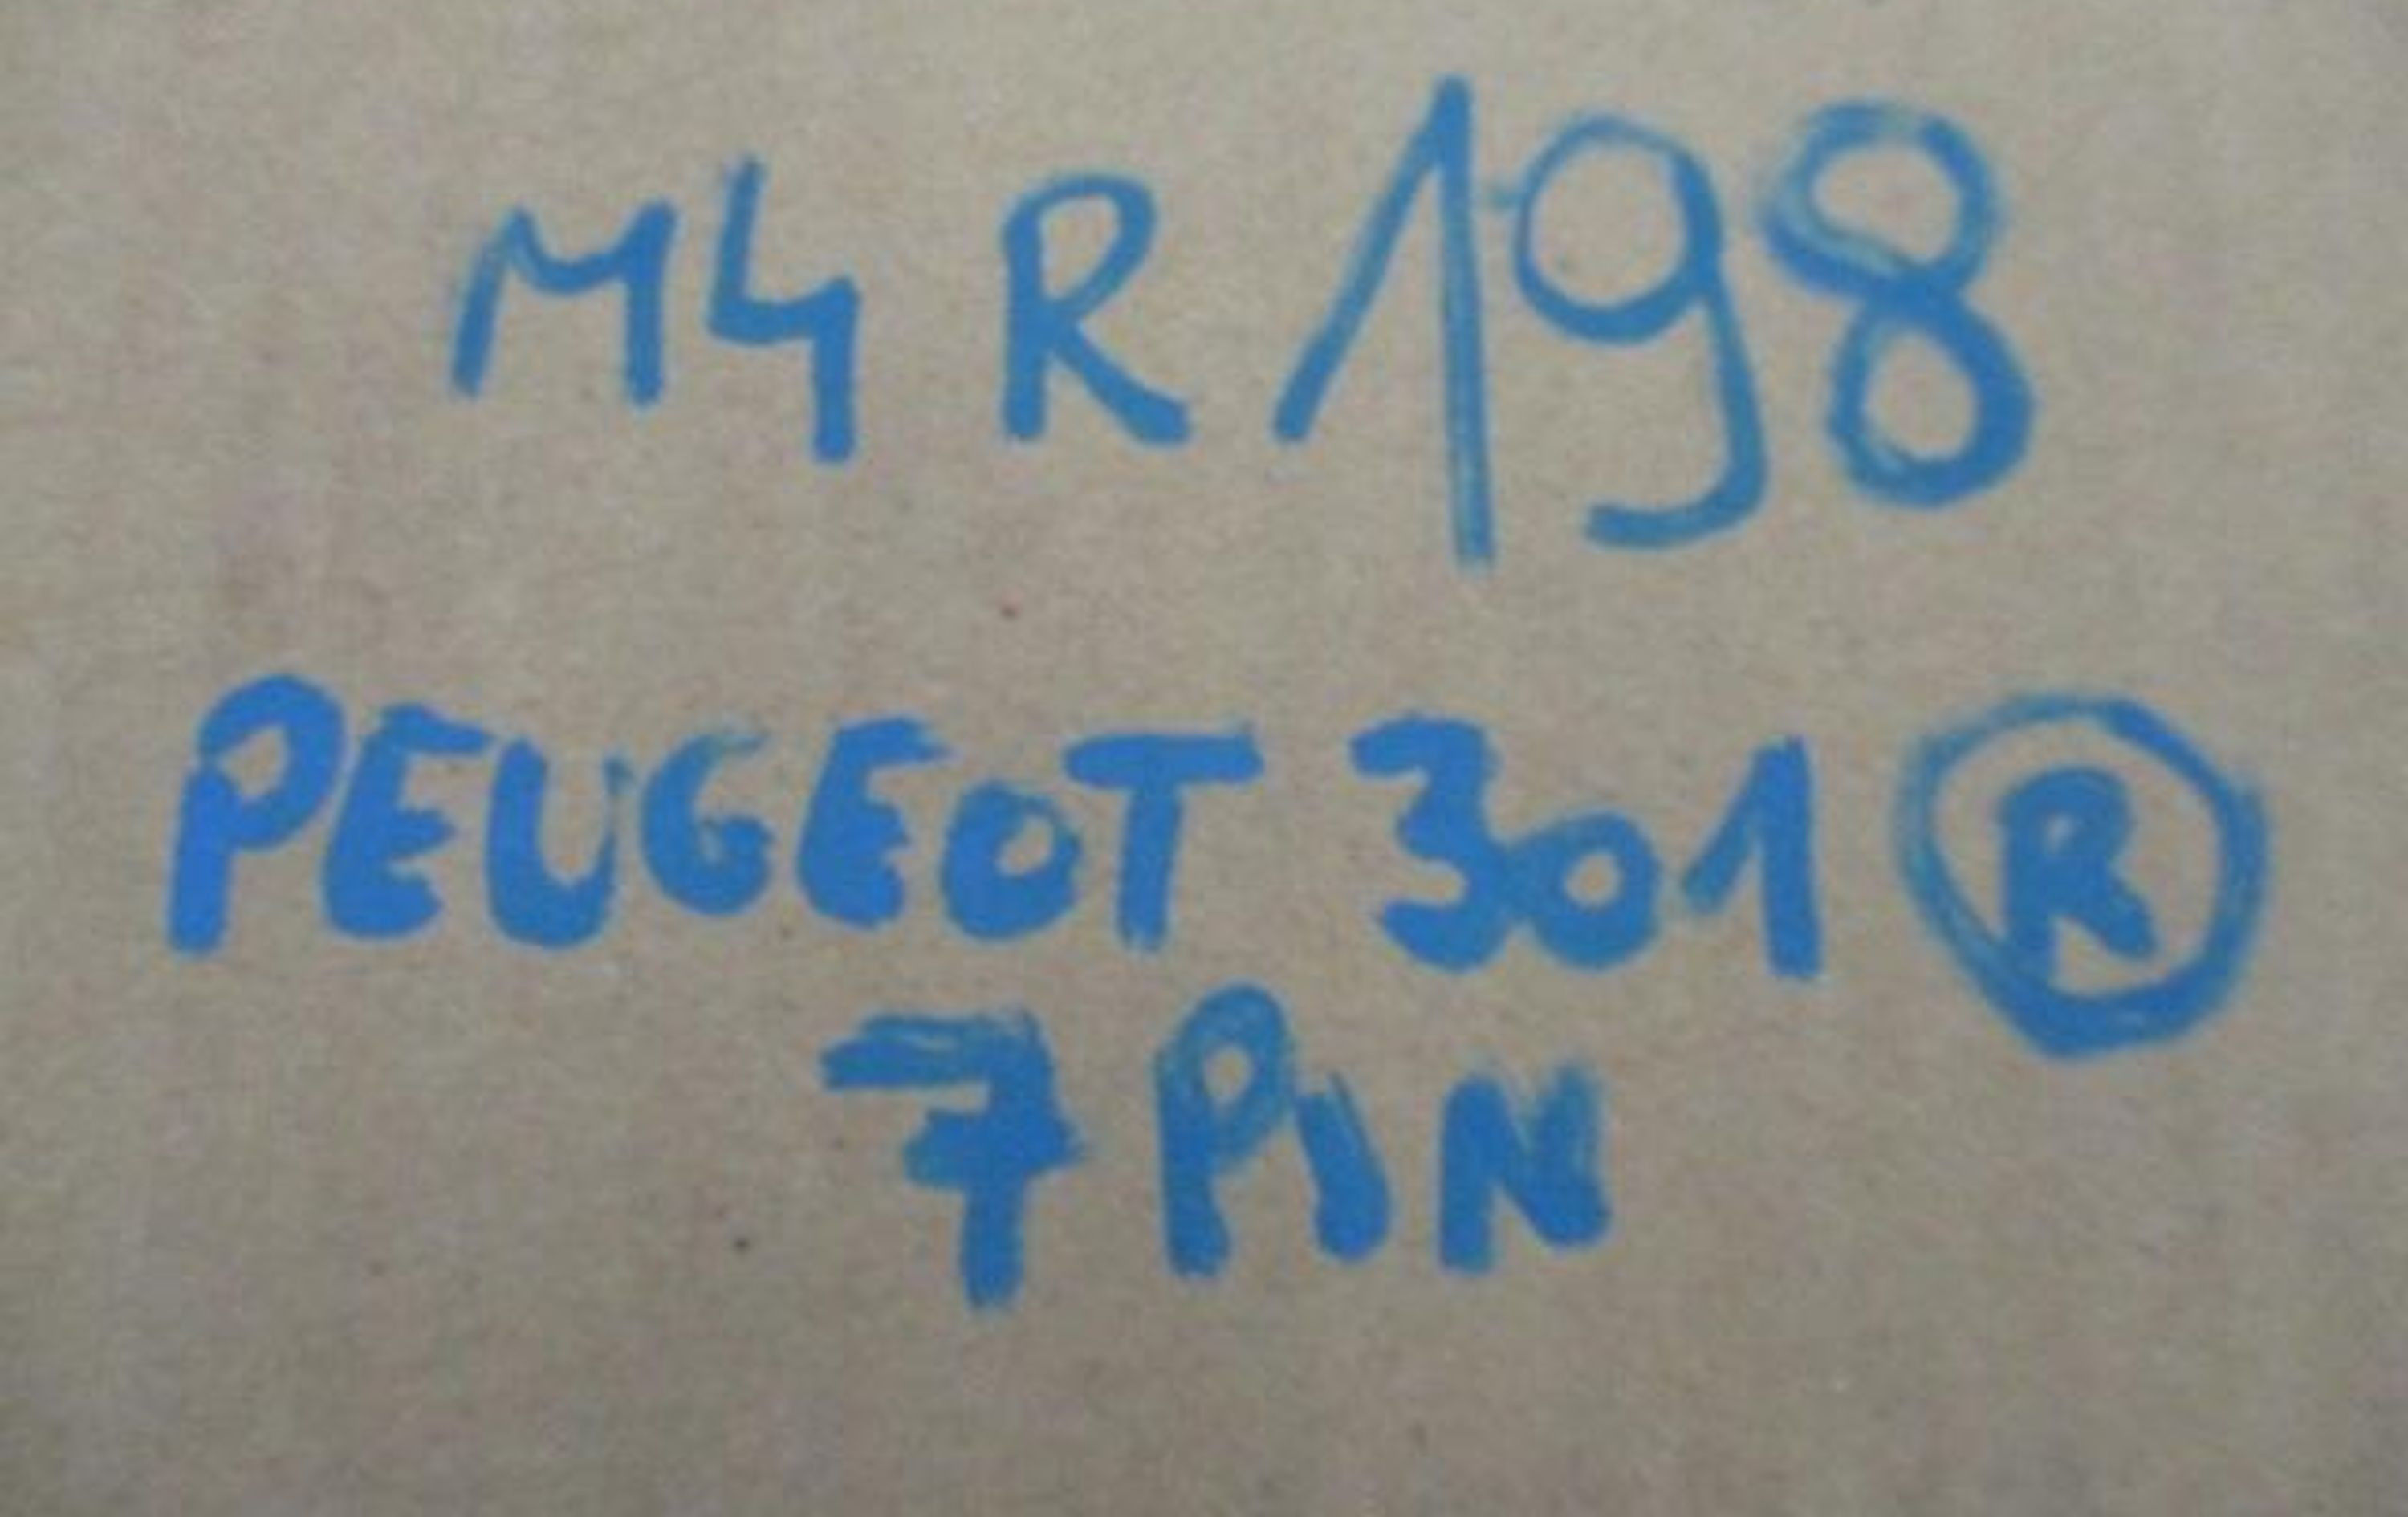 M4 R 198
PEUGEOT 301 Ⓡ
7 PIN